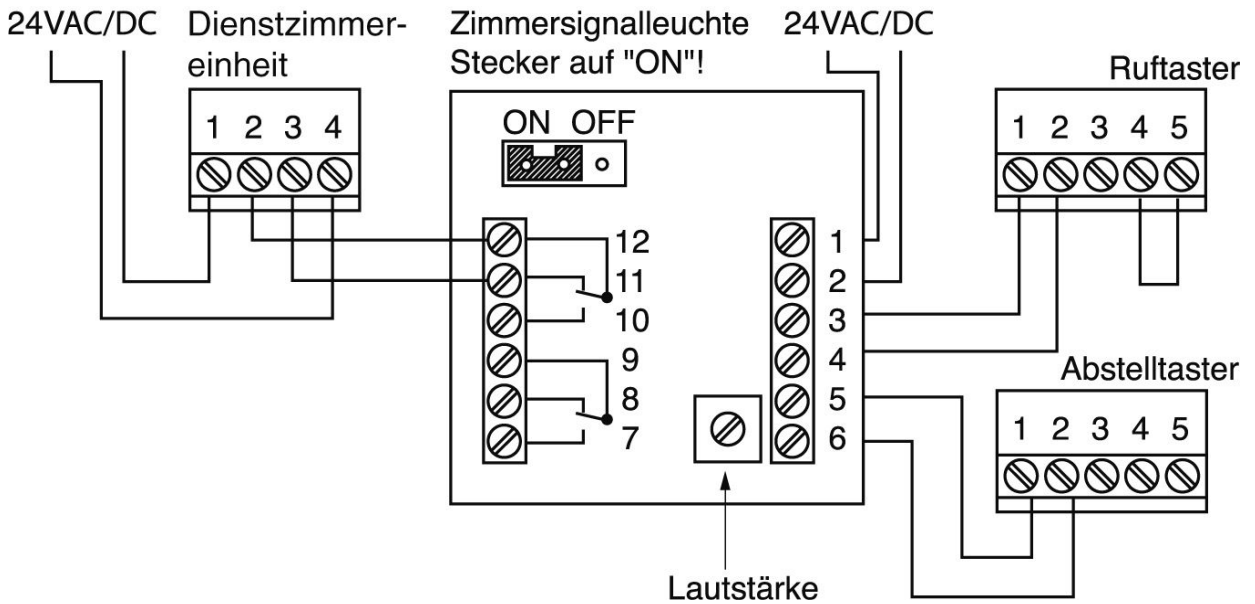 24VAC/DC
Dienstzimmer-
einheit
1 2 3 4
Zimmersignalleuchte
Stecker auf "ON"!
ON OFF
12
11
10
9
8
7
1
2
3
4
5
6
Lautstärke
24VAC/DC
Ruftaster
1 2 3 4 5
Abstelltaster
1 2 3 4 5